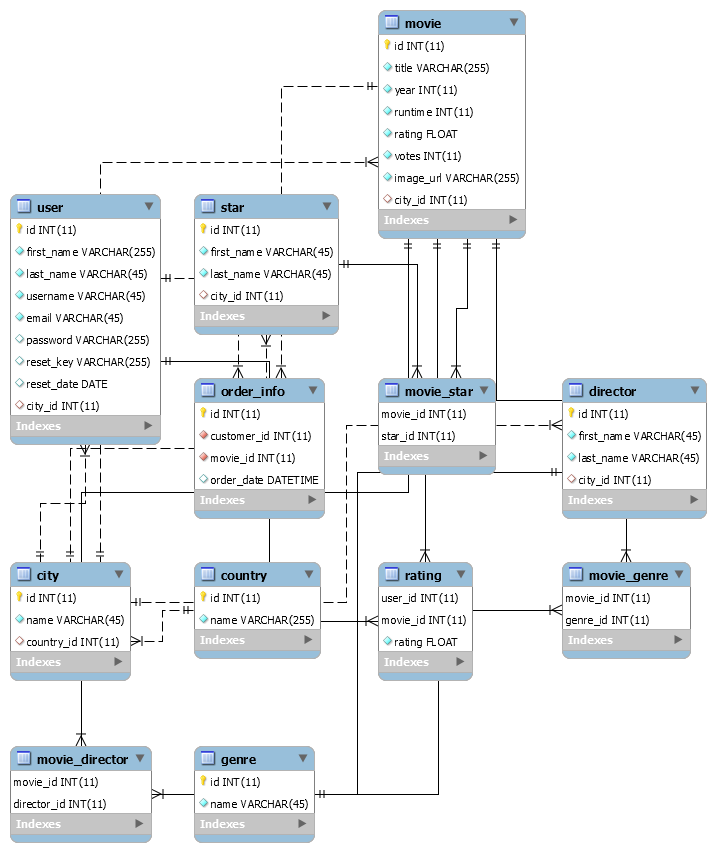 movie
id INT(11)
title VARCHAR(255)
year INT(11)
runtime INT(11)
rating FLOAT
votes INT(11)
image_url VARCHAR(255)
city_id INT(11)
Indexes
user
id INT(11)
first_name VARCHAR(255)
last_name VARCHAR(45)
username VARCHAR(45)
email VARCHAR(45)
password VARCHAR(255)
reset_key VARCHAR(255)
reset_date DATE
city_id INT(11)
Indexes
star
id INT(11)
first_name VARCHAR(45)
last_name VARCHAR(45)
city_id INT(11)
Indexes
order_info
id INT(11)
customer_id INT(11)
movie_id INT(11)
order_date DATETIME
Indexes
movie_star
movie_id INT(11)
star_id INT(11)
Indexes
director
id INT(11)
first_name VARCHAR(45)
last_name VARCHAR(45)
city_id INT(11)
Indexes
city
id INT(11)
name VARCHAR(45)
country_id INT(11)
Indexes
country
id INT(11)
name VARCHAR(255)
Indexes
rating
user_id INT(11)
movie_id INT(11)
rating FLOAT
Indexes
movie_genre
movie_id INT(11)
genre_id INT(11)
Indexes
movie_director
movie_id INT(11)
director_id INT(11)
Indexes
genre
id INT(11)
name VARCHAR(45)
Indexes